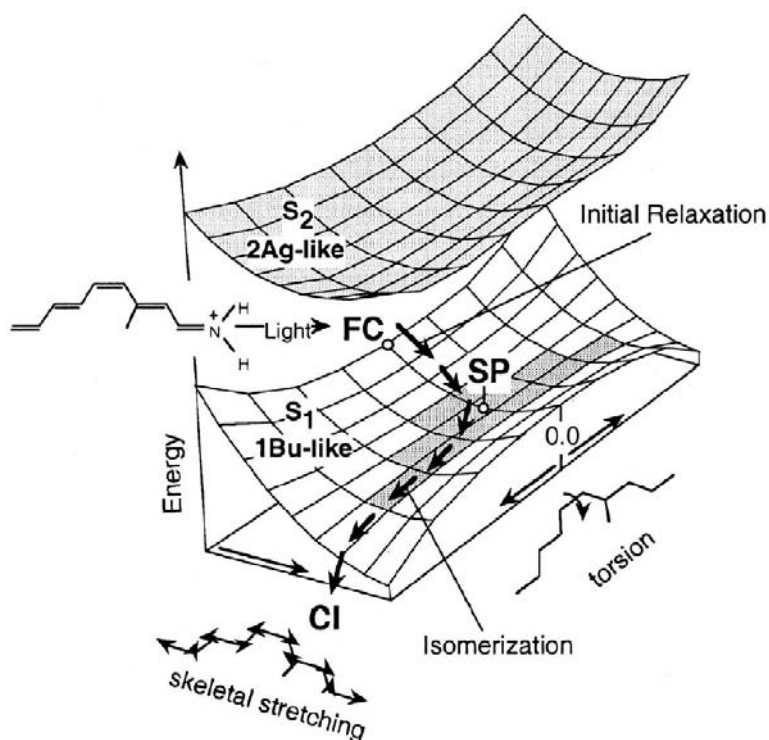 S2
2Ag-like
Initial Relaxation
+
N
H
H
Light
FC
SP
S1
1Bu-like
0.0
Energy
torsion
CI
Isomerization
skeletal stretching